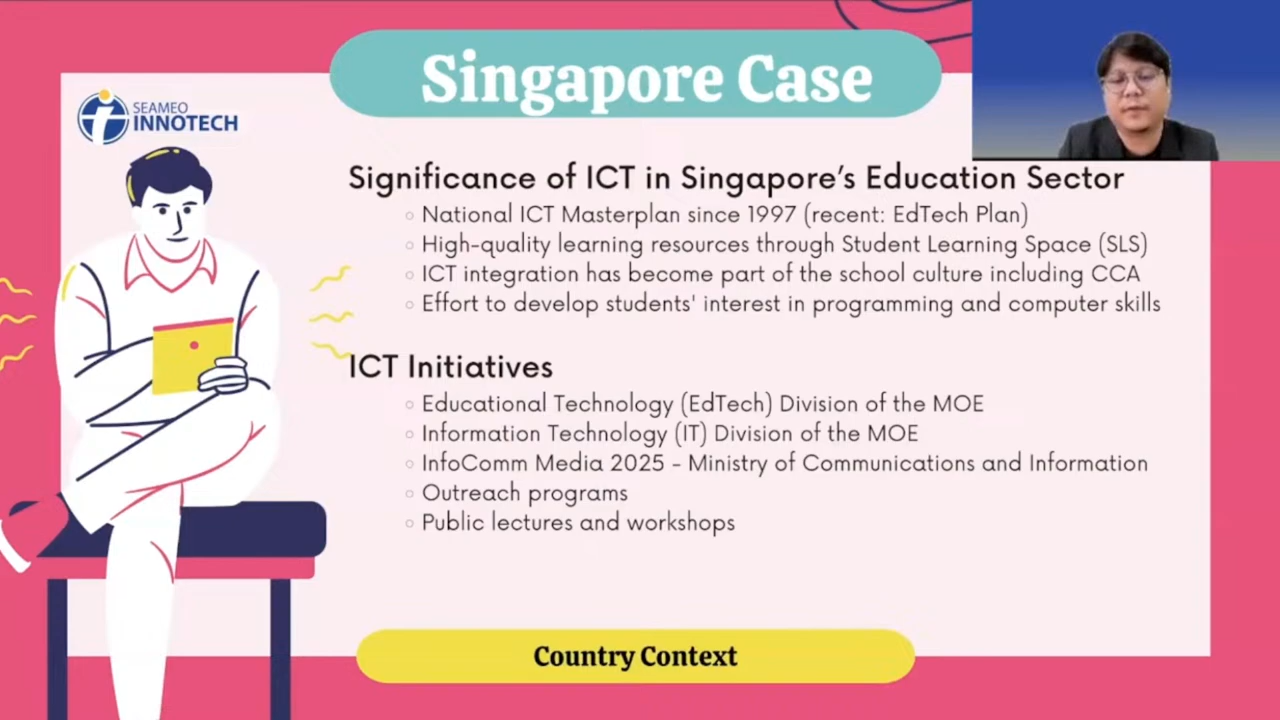 Singapore Case
SEAMEO
INNOTECH
Significance of ICT in Singapore’s Education Sector
National ICT Masterplan since 1997 (recent: EdTech Plan)
High-quality learning resources through Student Learning Space (SLS)
ICT integration has become part of the school culture including CCA
Effort to develop students' interest in programming and computer skills
ICT Initiatives
Educational Technology (EdTech) Division of the MOE
Information Technology (IT) Division of the MOE
InfoComm Media 2025 - Ministry of Communications and Information
Outreach programs
Public lectures and workshops
Country Context